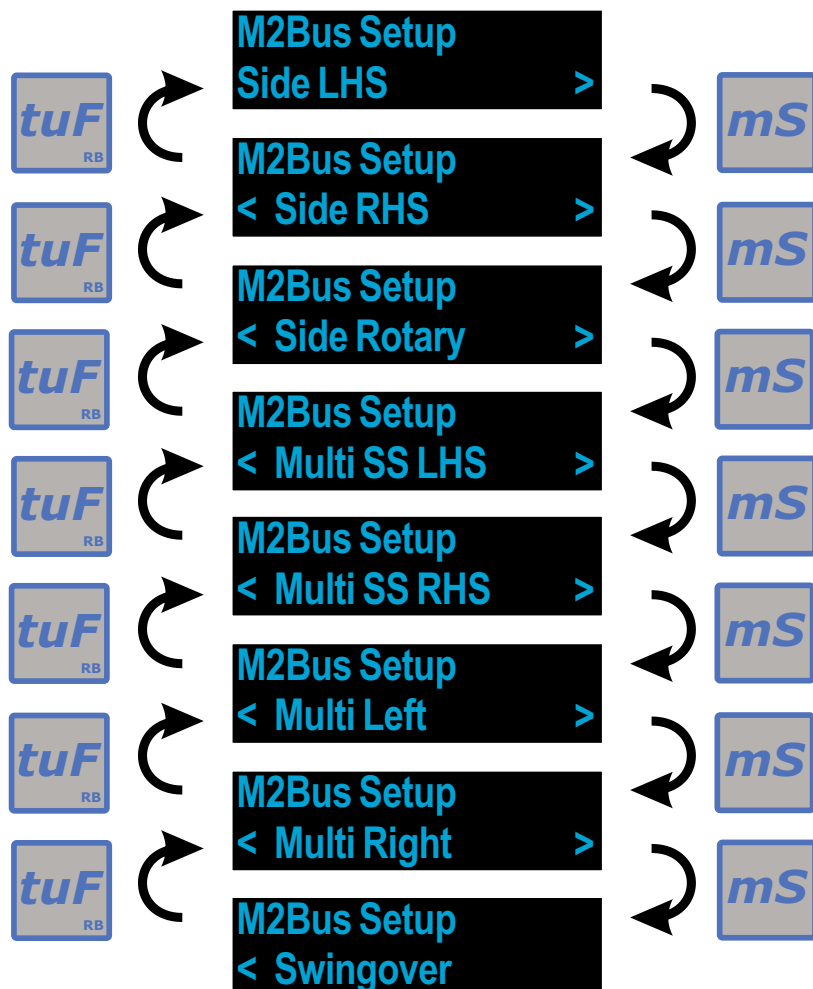 M2Bus Setup
Side LHS >
tuF
RB
mS
M2Bus Setup
< Side RHS >
tuF
RB
mS
M2Bus Setup
< Side Rotary >
tuF
RB
mS
M2Bus Setup
< Multi SS LHS >
tuF
RB
mS
M2Bus Setup
< Multi SS RHS >
tuF
RB
mS
M2Bus Setup
< Multi Left >
tuF
RB
mS
M2Bus Setup
< Multi Right >
tuF
RB
mS
M2Bus Setup
< Swingover